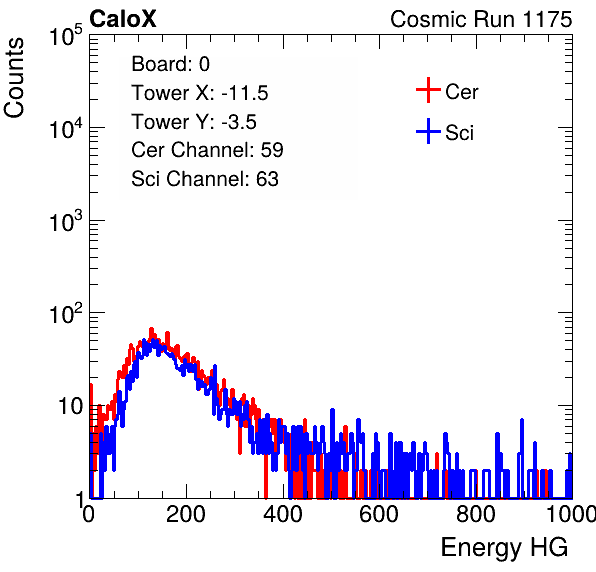 CaloX Cosmic Run 1175
Counts
10^5
10^4
10^3
10^2
10
1
Board: 0
Tower X: -11.5
Tower Y: -3.5
Cer Channel: 59
Sci Channel: 63
Cer
Sci
0 200 400 600 800 1000
Energy HG